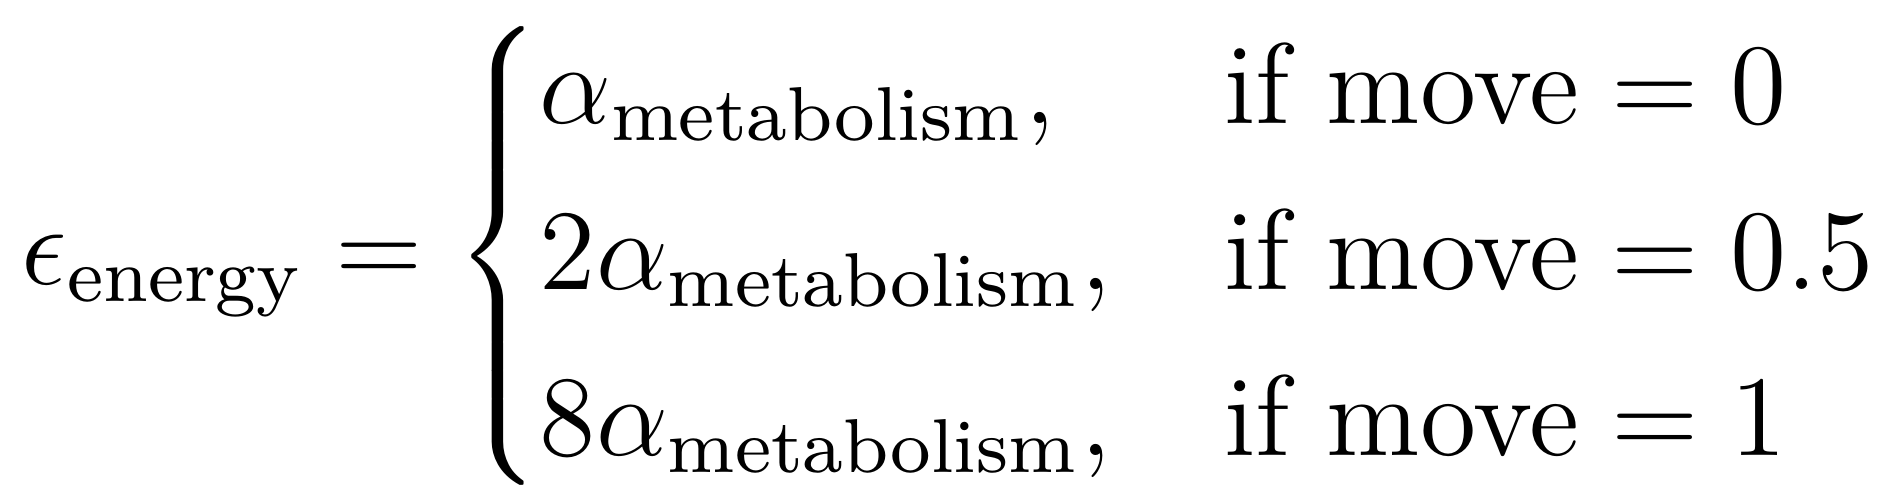 α_metabolism, if move = 0
ϵ_energy = { 2α_metabolism, if move = 0.5
8α_metabolism, if move = 1